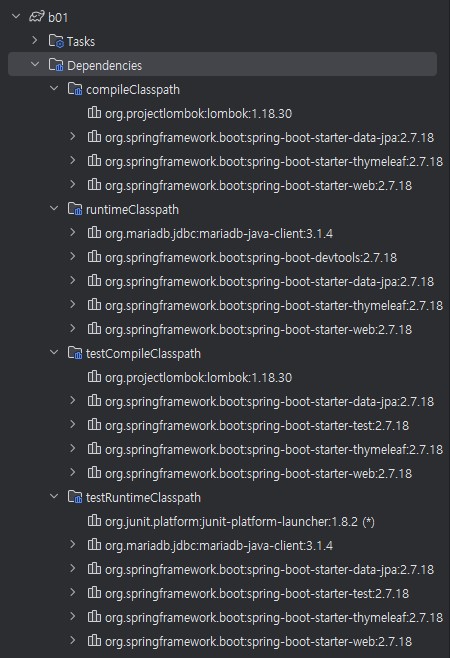 b01
Tasks
Dependencies
compileClasspath
org.projectlombok:lombok:1.18.30
org.springframework.boot:spring-boot-starter-data-jpa:2.7.18
org.springframework.boot:spring-boot-starter-thymeleaf:2.7.18
org.springframework.boot:spring-boot-starter-web:2.7.18
runtimeClasspath
org.mariadb.jdbc:mariadb-java-client:3.1.4
org.springframework.boot:spring-boot-devtools:2.7.18
org.springframework.boot:spring-boot-starter-data-jpa:2.7.18
org.springframework.boot:spring-boot-starter-thymeleaf:2.7.18
org.springframework.boot:spring-boot-starter-web:2.7.18
testCompileClasspath
org.projectlombok:lombok:1.18.30
org.springframework.boot:spring-boot-starter-data-jpa:2.7.18
org.springframework.boot:spring-boot-starter-test:2.7.18
org.springframework.boot:spring-boot-starter-thymeleaf:2.7.18
org.springframework.boot:spring-boot-starter-web:2.7.18
testRuntimeClasspath
org.junit.platform:junit-platform-launcher:1.8.2 (*)
org.mariadb.jdbc:mariadb-java-client:3.1.4
org.springframework.boot:spring-boot-starter-data-jpa:2.7.18
org.springframework.boot:spring-boot-starter-test:2.7.18
org.springframework.boot:spring-boot-starter-thymeleaf:2.7.18
org.springframework.boot:spring-boot-starter-web:2.7.18